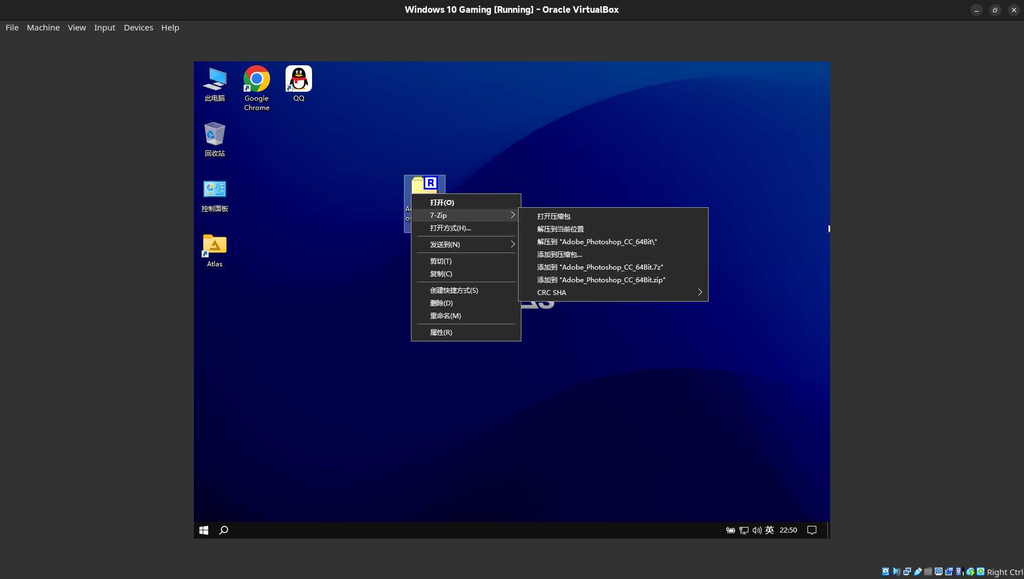 Windows 10 Gaming [Running] - Oracle VirtualBox
File Machine View Input Devices Help
此电脑
Google Chrome
QQ
回收站
控制面板
Atlas
R
打开(O)
7-Zip
打开方式(H)...
发送到(N)
剪切(T)
复制(C)
创建快捷方式(S)
删除(D)
重命名(M)
属性(R)
打开压缩包
解压到当前位置
解压到 "Adobe_Photoshop_CC_64Bit\"
添加到压缩包...
添加到 "Adobe_Photoshop_CC_64Bit.7z"
添加到 "Adobe_Photoshop_CC_64Bit.zip"
CRC SHA
英 22:50
Right Ctrl